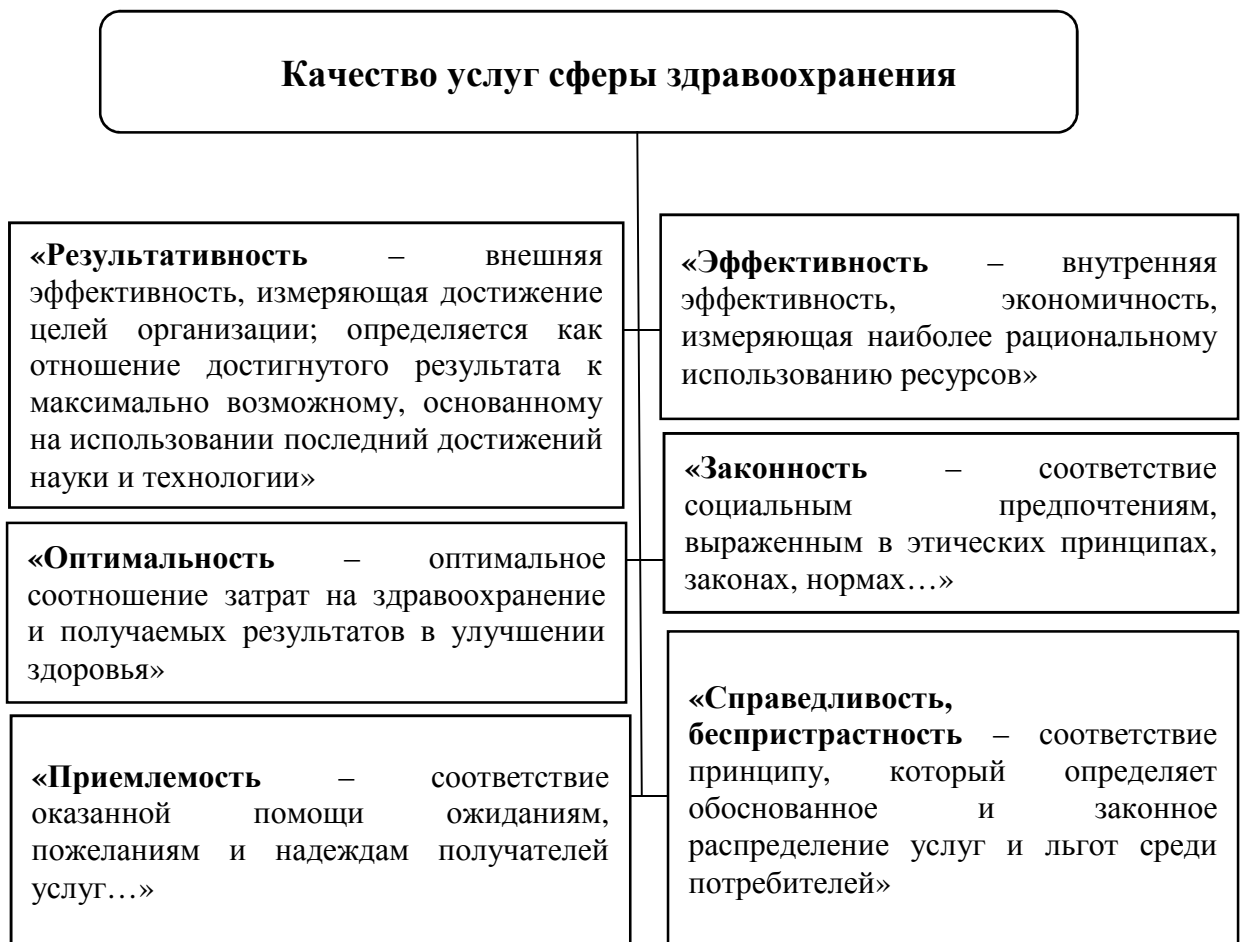 Качество услуг сферы здравоохранения
«Результативность – внешняя
эффективность, измеряющая достижение
целей организации; определяется как
отношение достигнутого результата к
максимально возможному, основанному
на использовании последний достижений
науки и технологии»
«Эффективность – внутренняя
эффективность, экономичность,
измеряющая наиболее рациональному
использованию ресурсов»
«Оптимальность – оптимальное
соотношение затрат на здравоохранение
и получаемых результатов в улучшении
здоровья»
«Законность – соответствие
социальным предпочтениям,
выраженным в этических принципах,
законах, нормах…»
«Приемлемость – соответствие
оказанной помощи ожиданиям,
пожеланиям и надеждам получателей
услуг…»
«Справедливость,
беспристрастность – соответствие
принципу, который определяет
обоснованное и законное
распределение услуг и льгот среди
потребителей»